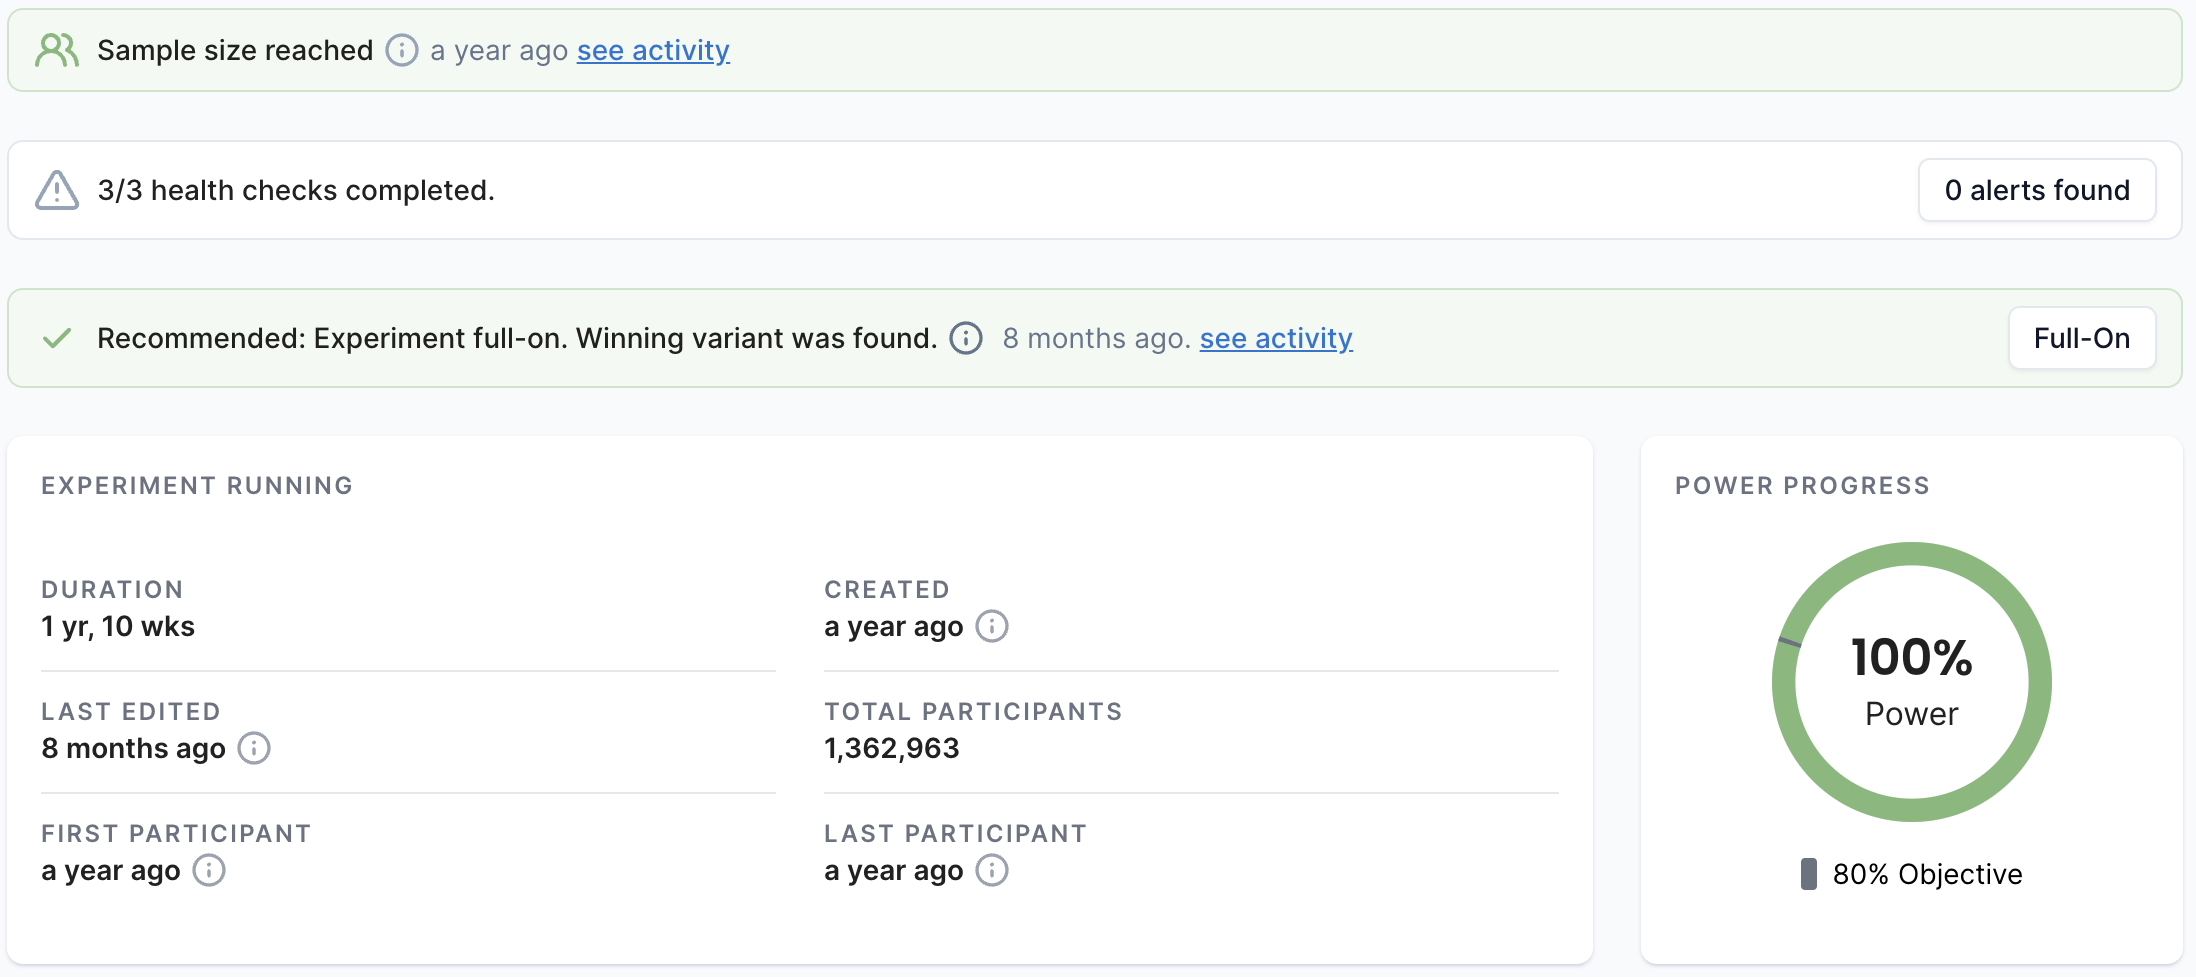 Sample size reached a year ago see activity
3/3 health checks completed.
0 alerts found
Recommended: Experiment full-on. Winning variant was found. 8 months ago. see activity
Full-On
EXPERIMENT RUNNING
DURATION
1 yr, 10 wks
CREATED
a year ago
LAST EDITED
8 months ago
TOTAL PARTICIPANTS
1,362,963
FIRST PARTICIPANT
a year ago
LAST PARTICIPANT
a year ago
POWER PROGRESS
100%
Power
80% Objective